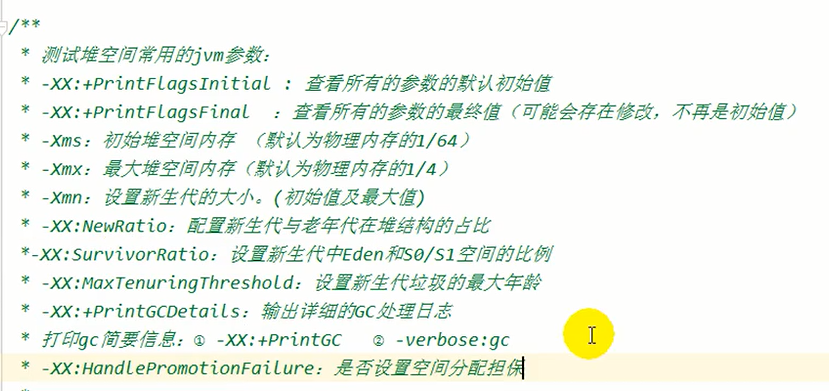 /**
* 测试堆空间常用的jvm参数：
* -XX:+PrintFlagsInitial : 查看所有的参数的默认初始值
* -XX:+PrintFlagsFinal ：查看所有的参数的最终值（可能会存在修改，不再是初始值）
* -Xms：初始堆空间内存 （默认为物理内存的1/64）
* -Xmx：最大堆空间内存（默认为物理内存的1/4）
* -Xmn：设置新生代的大小。(初始值及最大值)
* -XX:NewRatio：配置新生代与老年代在堆结构的占比
*-XX:SurvivorRatio：设置新生代中Eden和S0/S1空间的比例
* -XX:MaxTenuringThreshold：设置新生代垃圾的最大年龄
* -XX:+PrintGCDetails：输出详细的GC处理日志
* 打印gc简要信息：① -XX:+PrintGC ② -verbose:gc
* -XX:HandlePromotionFailure：是否设置空间分配担保